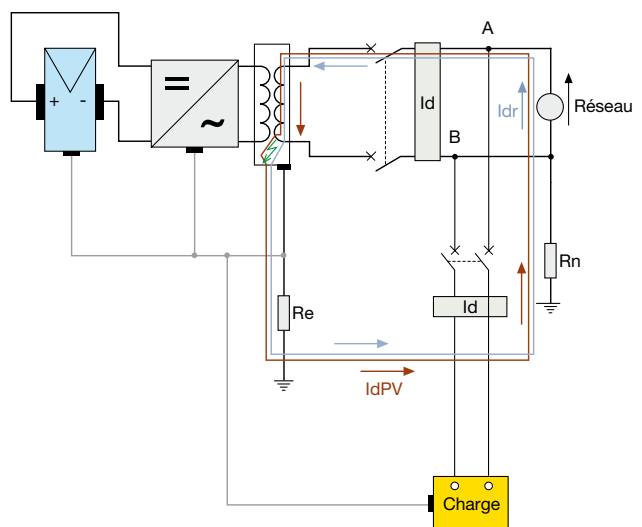 A
+ -
=
~
Id
Idr
Réseau
B
Rn
Re
Id
IdPV
Charge